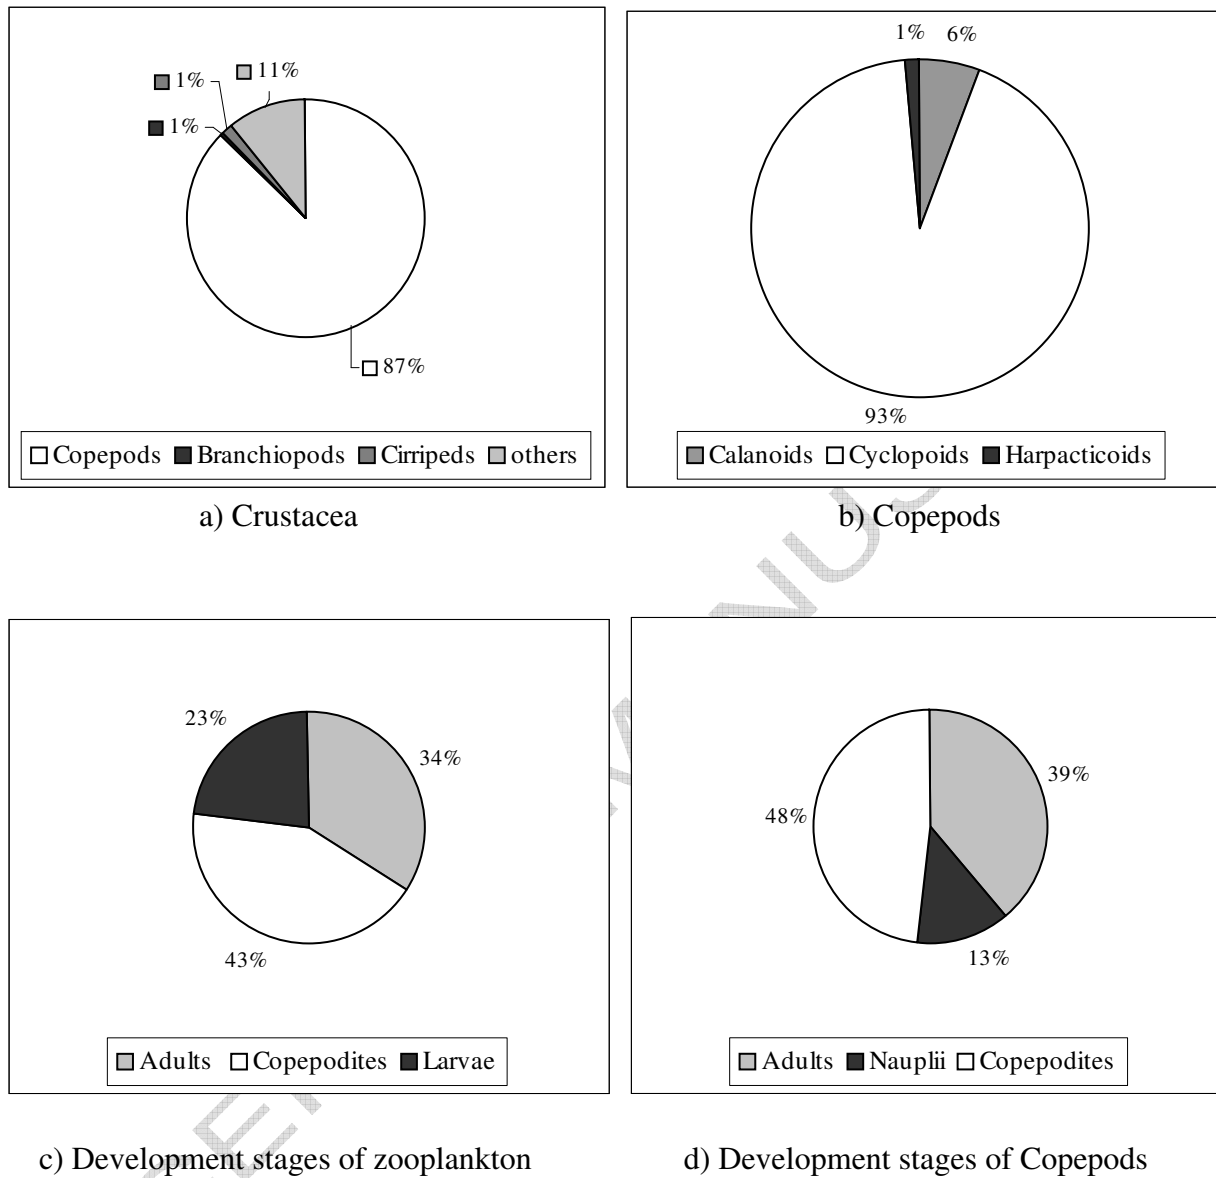 11%
1%
1%
87%
Copepods Branchiopods Cirripeds others
a) Crustacea
1% 6%
93%
Calanoids Cyclopoids Harpacticoids
b) Copepods
23%
34%
43%
Adults Copepodites Larvae
c) Development stages of zooplankton
39%
48%
13%
Adults Nauplii Copepodites
d) Development stages of Copepods